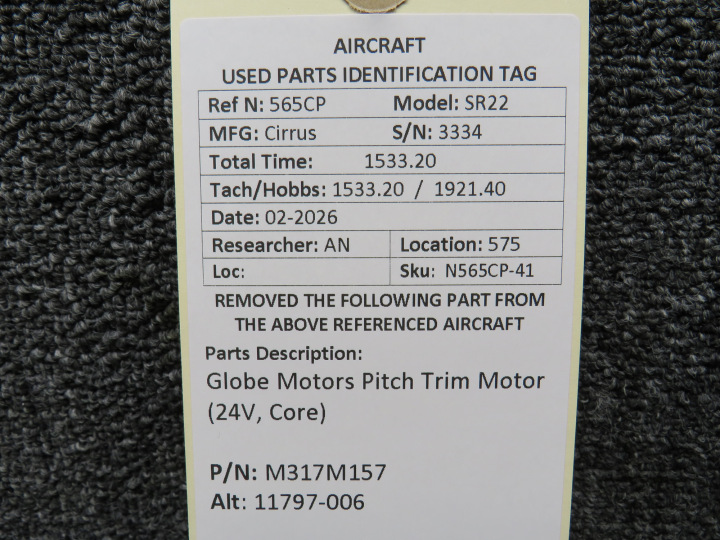 AIRCRAFT
USED PARTS IDENTIFICATION TAG
Ref N: 565CP Model: SR22
MFG: Cirrus S/N: 3334
Total Time: 1533.20
Tach/Hobbs: 1533.20 / 1921.40
Date: 02-2026
Researcher: AN Location: 575
Loc: Sku: N565CP-41
REMOVED THE FOLLOWING PART FROM
THE ABOVE REFERENCED AIRCRAFT
Parts Description:
Globe Motors Pitch Trim Motor
(24V, Core)
P/N: M317M157
Alt: 11797-006